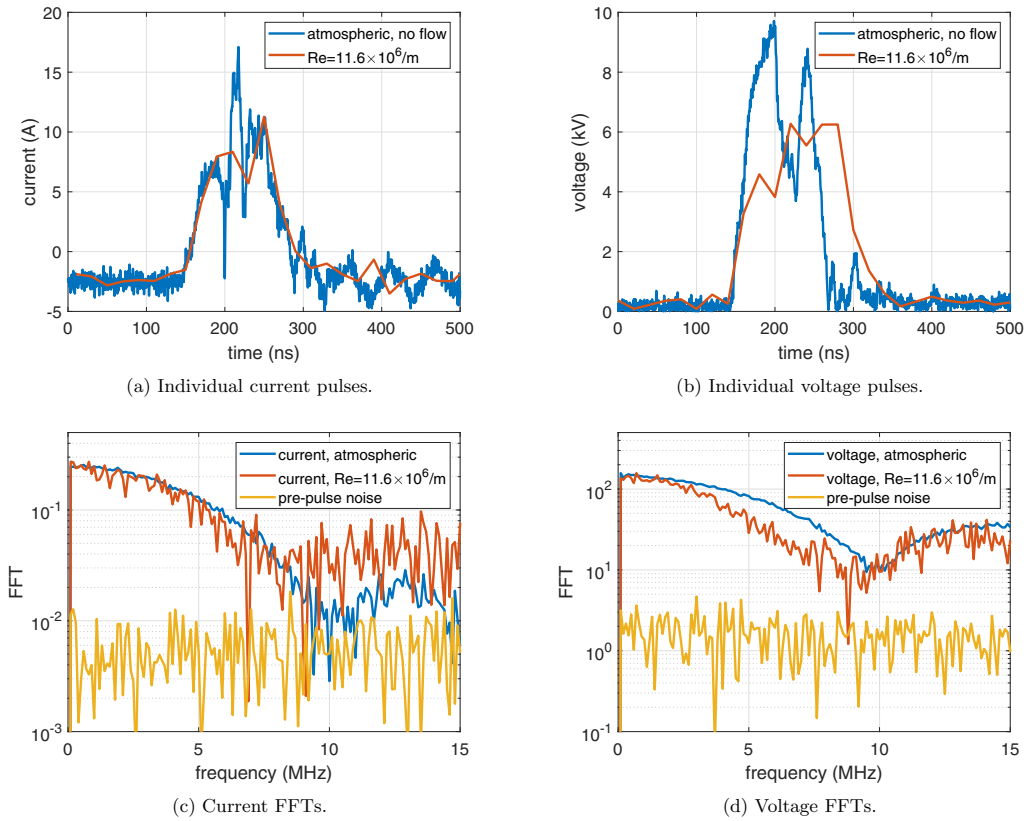 20
15
10
5
0
-5
0
100
200
300
400
500
current (A)
time (ns)
atmospheric, no flow
Re=11.6×10⁶/m
(a) Individual current pulses.
10
8
6
4
2
0
0
100
200
300
400
500
voltage (kV)
time (ns)
atmospheric, no flow
Re=11.6×10⁶/m
(b) Individual voltage pulses.
10⁻¹
10⁻²
10⁻³
0
5
10
15
FFT
frequency (MHz)
current, atmospheric
current, Re=11.6×10⁶/m
pre-pulse noise
(c) Current FFTs.
10²
10¹
10⁰
10⁻¹
0
5
10
15
FFT
frequency (MHz)
voltage, atmospheric
voltage, Re=11.6×10⁶/m
pre-pulse noise
(d) Voltage FFTs.